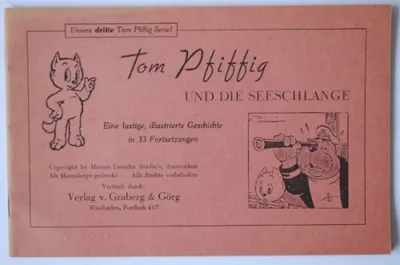 Unsere dritte Tom Pfiffig-Serie!
Tom Pfiffig
UND DIE SEESCHLANGE
Eine lustige, illustrierte Geschichte
in 33 Fortsetzungen
Copyright by Marten Toonder Studio's, Amsterdam
Als Manuskript gedruckt — Alle Rechte vorbehalten
Vertrieb durch:
Verlag v. Graberg & Görg
Wiesbaden, Postfach 407